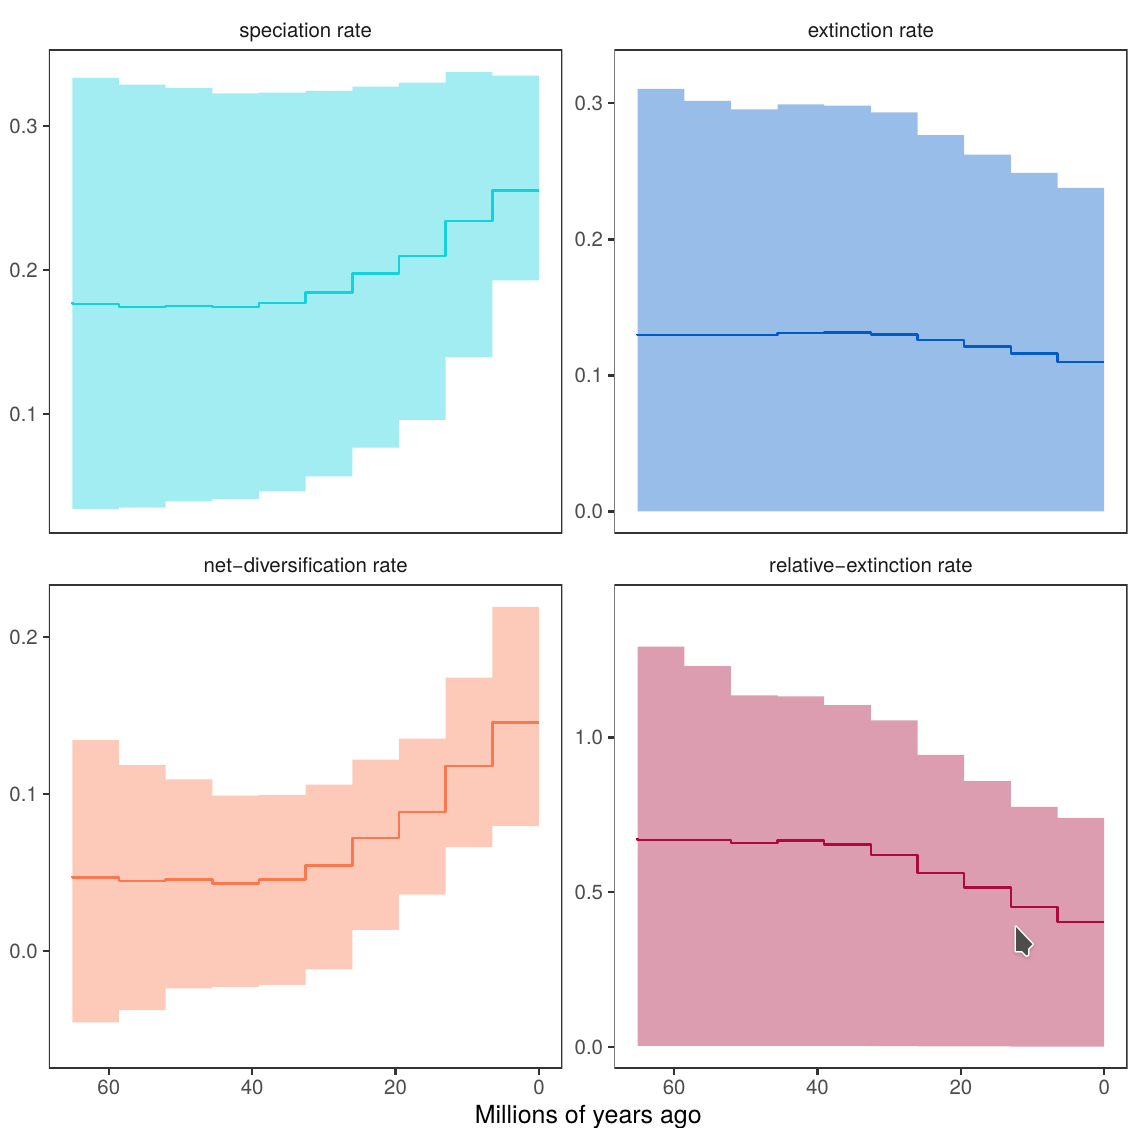 speciation rate
extinction rate
0.3
0.2
0.1
0.3
0.2
0.1
0.0
net−diversification rate
relative−extinction rate
0.2
0.1
0.0
1.0
0.5
0.0
60 40 20 0
60 40 20 0
Millions of years ago